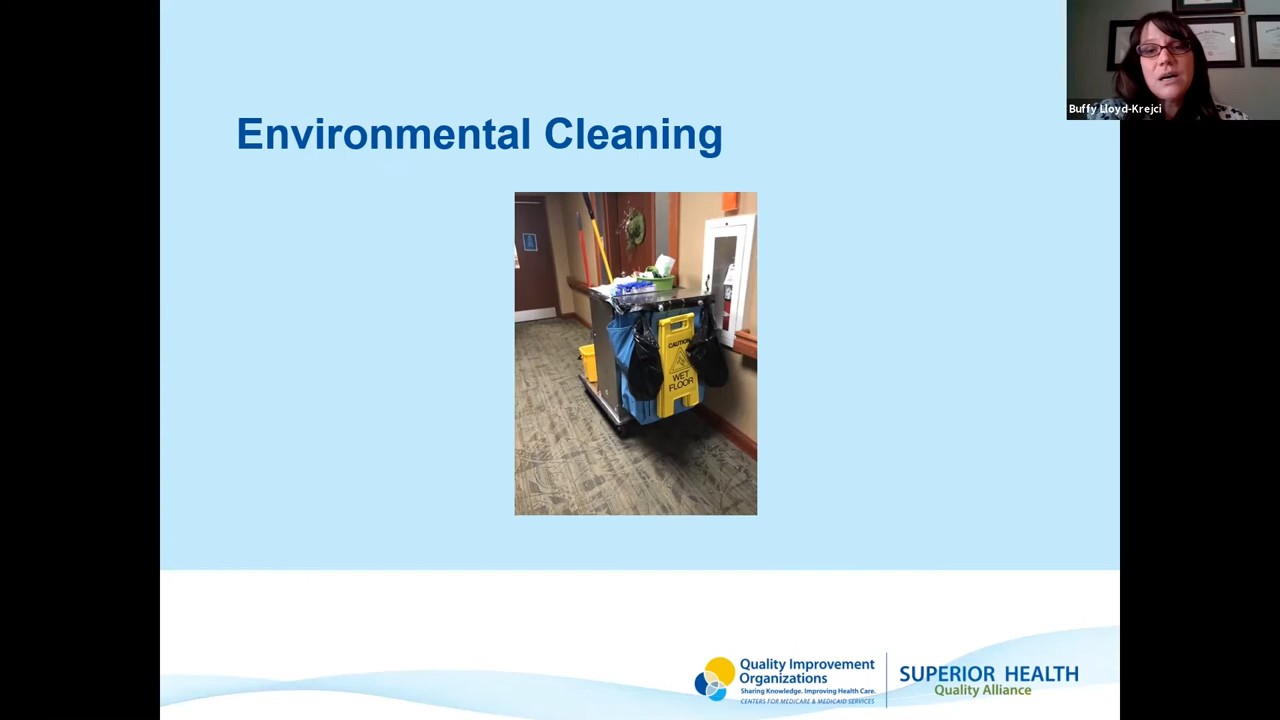 Environmental Cleaning
Buffy Lloyd-Krejci
CAUTION
WET
FLOOR
Quality Improvement
Organizations
Sharing Knowledge. Improving Health Care.
CENTERS FOR MEDICARE & MEDICAID SERVICES
SUPERIOR HEALTH
Quality Alliance